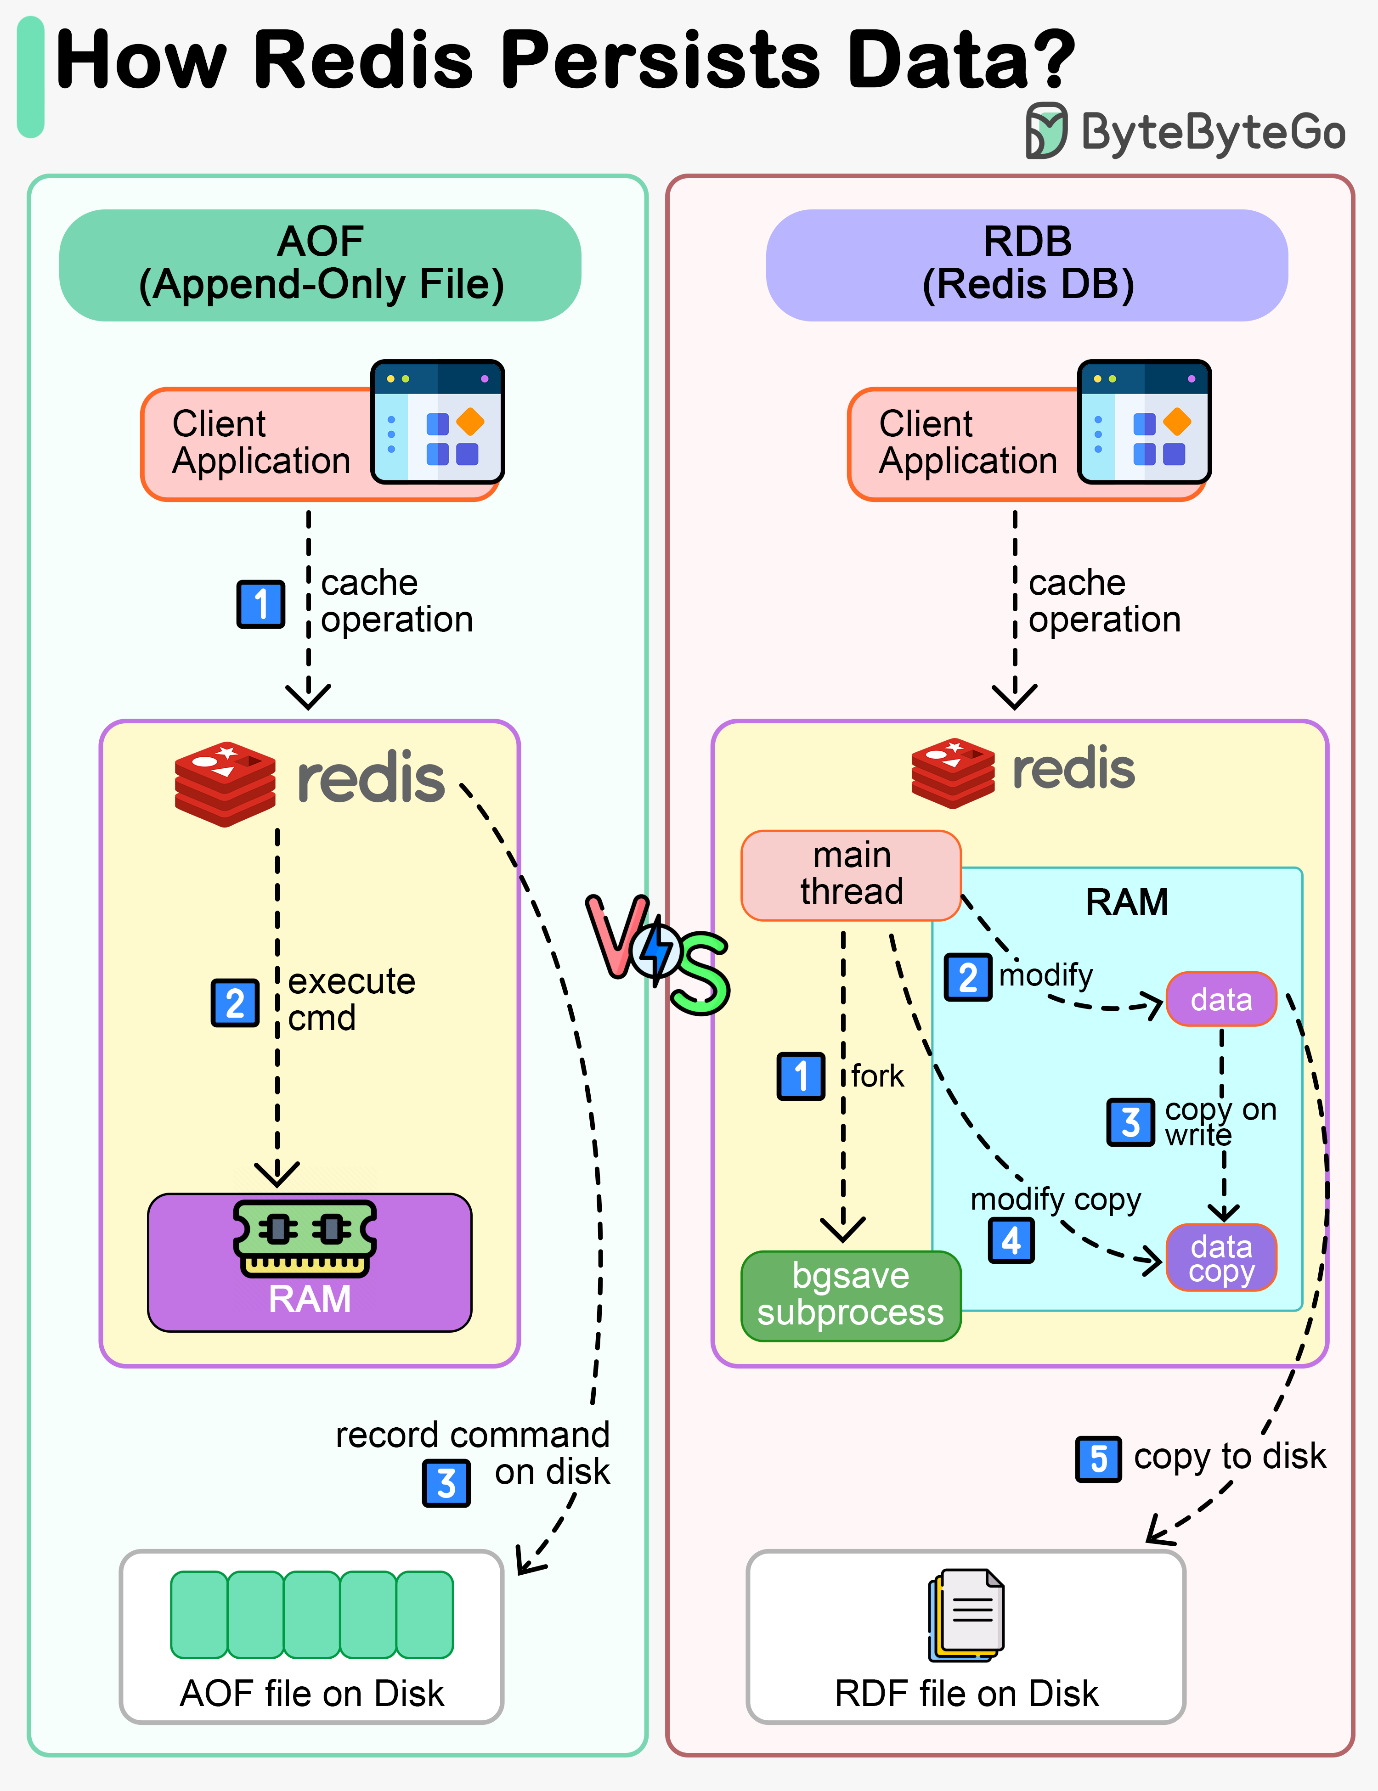 How Redis Persists Data?
ByteByteGo
AOF
(Append-Only File)
Client
Application
1
cache
operation
redis
2
execute
cmd
RAM
record command
3
on disk
AOF file on Disk
VS
RDB
(Redis DB)
Client
Application
cache
operation
redis
main
thread
RAM
2
modify
data
1
fork
3
copy on
write
modify copy
4
data
copy
bgsave
subprocess
5
copy to disk
RDF file on Disk